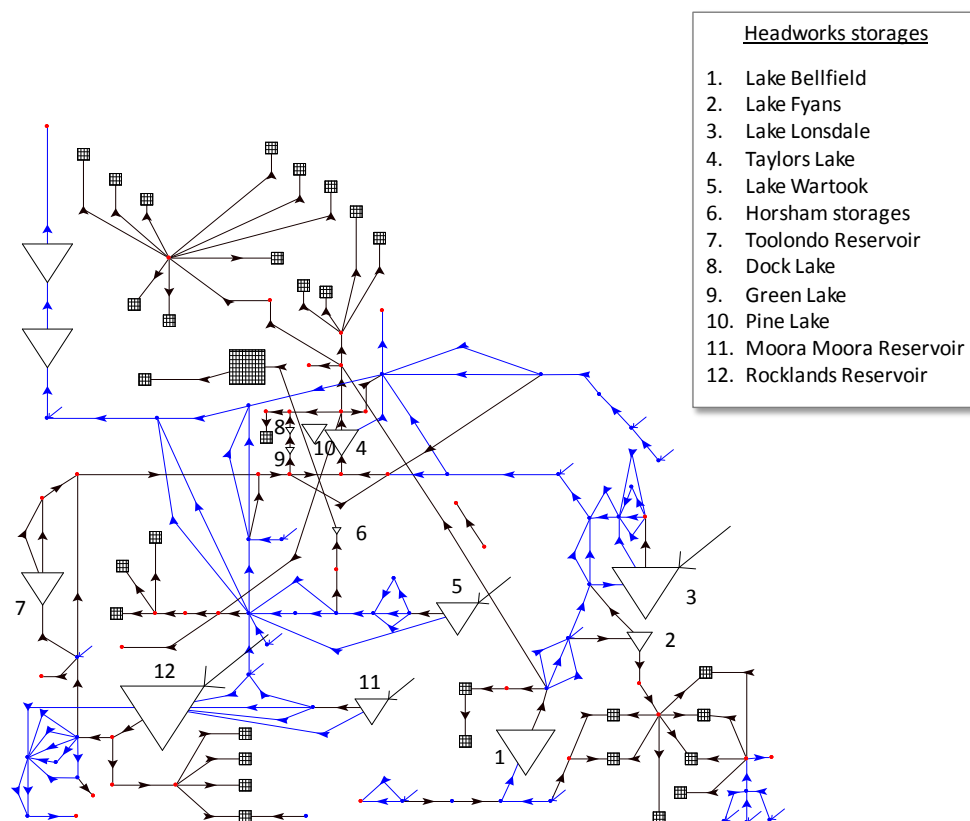 Headworks storages
1. Lake Bellfield
2. Lake Fyans
3. Lake Lonsdale
4. Taylors Lake
5. Lake Wartook
6. Horsham storages
7. Toolondo Reservoir
8. Dock Lake
9. Green Lake
10. Pine Lake
11. Moora Moora Reservoir
12. Rocklands Reservoir
8
10
4
9
6
5
7
3
2
12
11
1